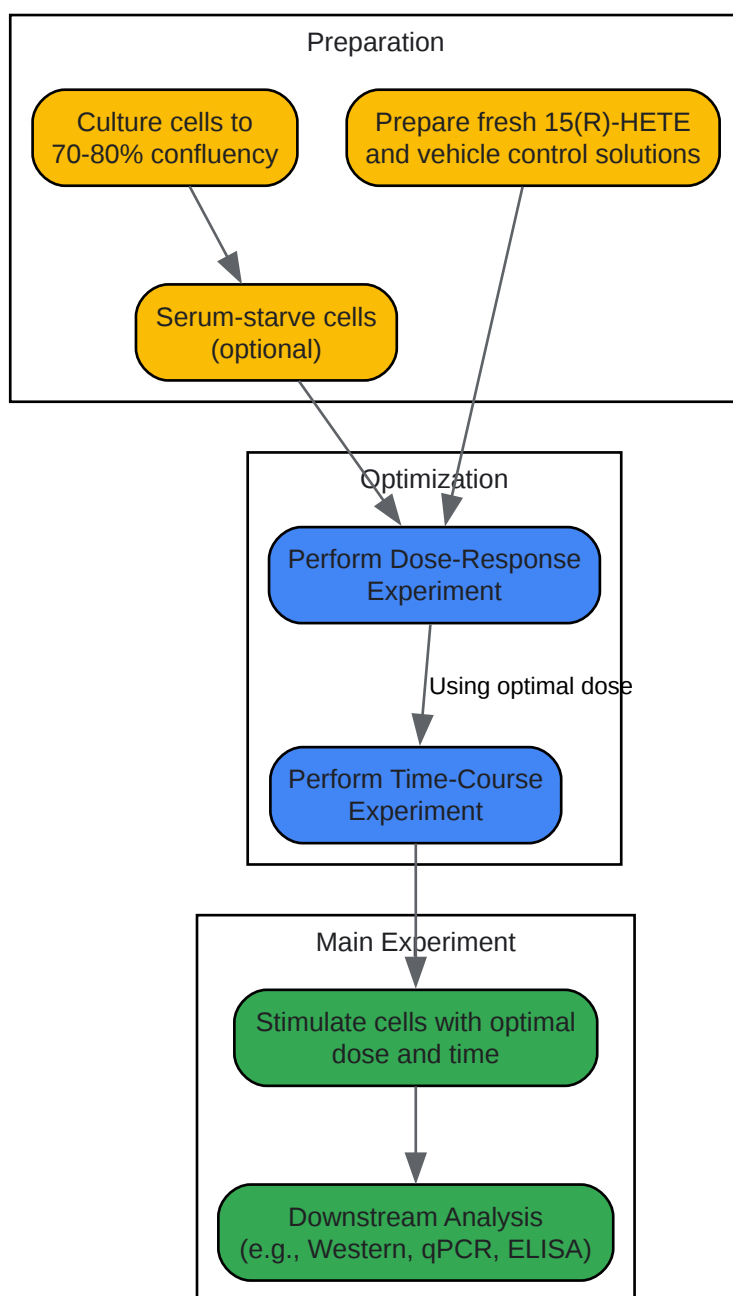 Preparation
Culture cells to
70-80% confluency
Prepare fresh 15(R)-HETE
and vehicle control solutions
Serum-starve cells
(optional)
Optimization
Perform Dose-Response
Experiment
Using optimal dose
Perform Time-Course
Experiment
Main Experiment
Stimulate cells with optimal
dose and time
Downstream Analysis
(e.g., Western, qPCR, ELISA)